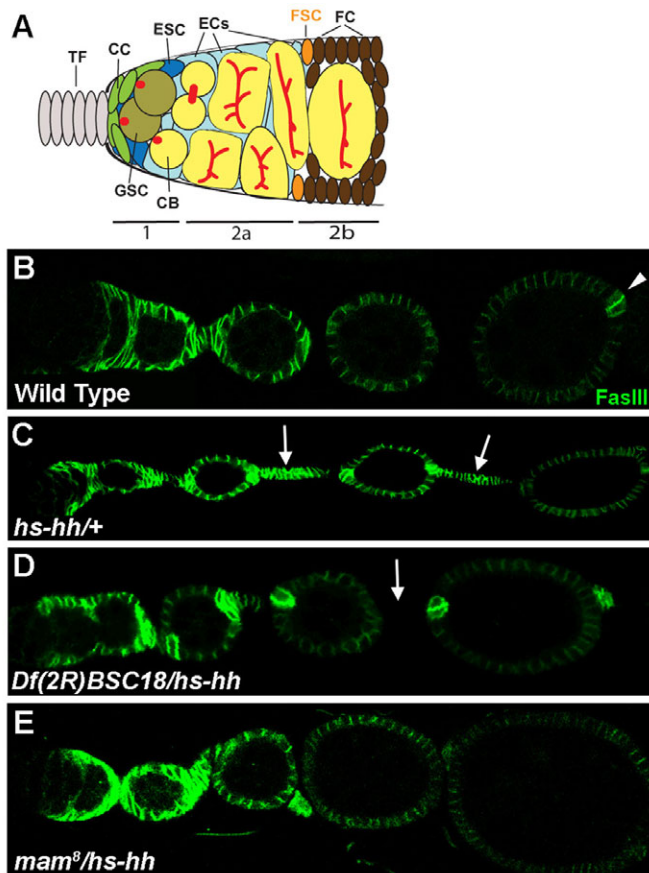 A
TF
CC
ESC
ECs
FSC
FC
GSC
CB
1
2a
2b
B
Wild Type
FasIII
C
hs-hh/+
D
Df(2R)BSC18/hs-hh
E
mam⁸/hs-hh